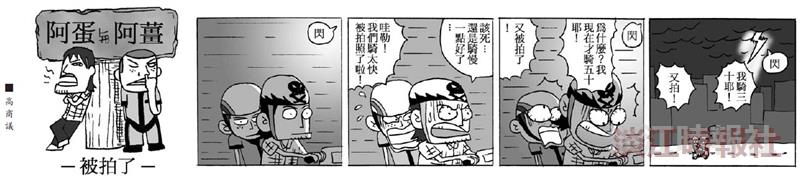 ■高商議
阿蛋與阿薑
－被拍了－
閃
哇勒！
我們騎太快
被拍照了啦！
該死…
還是騎慢
一點好了
…
閃
為什麼？我
現在才騎五十
耶！
又被拍了
閃
我騎三
十耶！
又拍！
淡江時報社